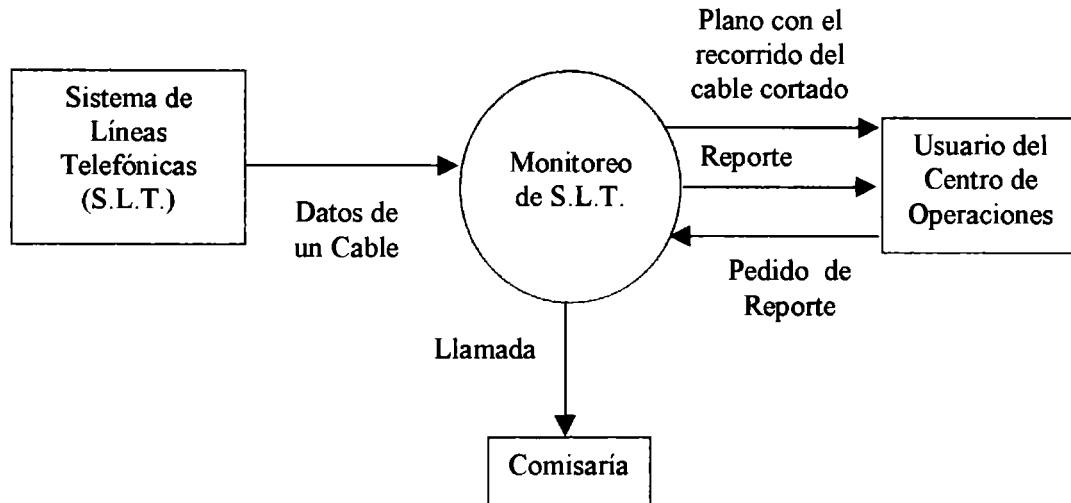 Plano con el
recorrido del
cable cortado
Sistema de
Líneas
Telefónicas
(S.L.T.)
Datos de
un Cable
Monitoreo
de S.L.T.
Reporte
Usuario del
Centro de
Operaciones
Pedido de
Reporte
Llamada
Comisaría